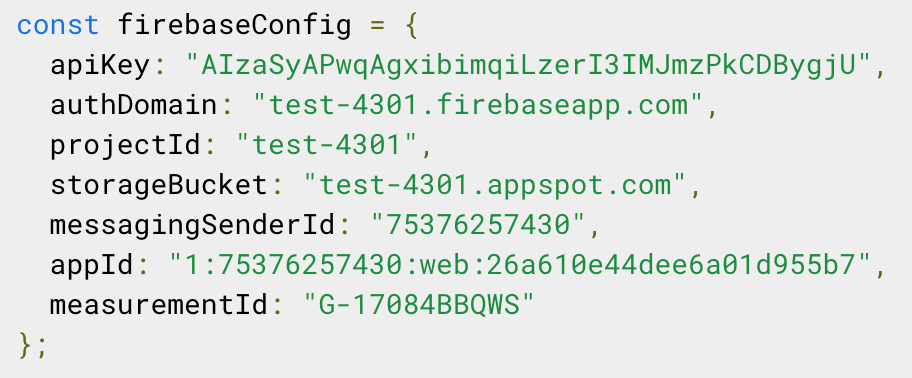 const firebaseConfig = {
  apiKey: "AIzaSyAPwqAgxibimqiLzerI3IMJmzPkCDBygjU",
  authDomain: "test-4301.firebaseapp.com",
  projectId: "test-4301",
  storageBucket: "test-4301.appspot.com",
  messagingSenderId: "75376257430",
  appId: "1:75376257430:web:26a610e44dee6a01d955b7",
  measurementId: "G-17084BBQWS"
};